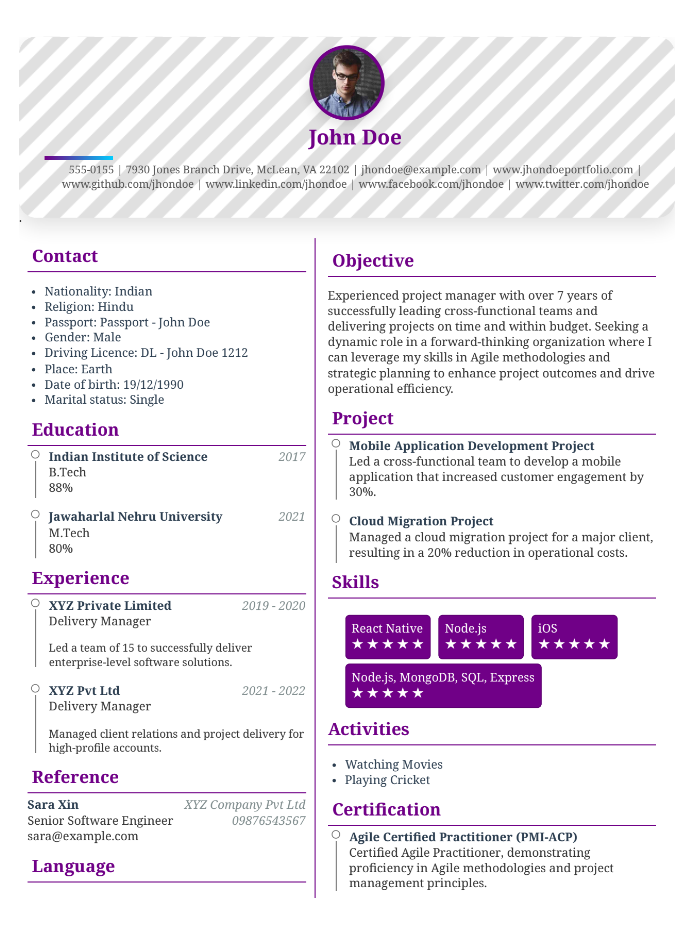 John Doe
555-0155 | 7930 Jones Branch Drive, McLean, VA 22102 | jhondoe@example.com | www.jhondoeportfolio.com |
www.github.com/jhondoe | www.linkedin.com/jhondoe | www.facebook.com/jhondoe | www.twitter.com/jhondoe
.
Contact
• Nationality: Indian
• Religion: Hindu
• Passport: Passport - John Doe
• Gender: Male
• Driving Licence: DL - John Doe 1212
• Place: Earth
• Date of birth: 19/12/1990
• Marital status: Single
Education
Indian Institute of Science 2017
B.Tech
88%
Jawaharlal Nehru University 2021
M.Tech
80%
Experience
XYZ Private Limited 2019 - 2020
Delivery Manager
Led a team of 15 to successfully deliver
enterprise-level software solutions.
XYZ Pvt Ltd 2021 - 2022
Delivery Manager
Managed client relations and project delivery for
high-profile accounts.
Reference
Sara Xin XYZ Company Pvt Ltd
Senior Software Engineer 09876543567
sara@example.com
Language
Objective
Experienced project manager with over 7 years of
successfully leading cross-functional teams and
delivering projects on time and within budget. Seeking a
dynamic role in a forward-thinking organization where I
can leverage my skills in Agile methodologies and
strategic planning to enhance project outcomes and drive
operational efficiency.
Project
Mobile Application Development Project
Led a cross-functional team to develop a mobile
application that increased customer engagement by
30%.
Cloud Migration Project
Managed a cloud migration project for a major client,
resulting in a 20% reduction in operational costs.
Skills
React Native Node.js iOS
★★★★★ ★★★★★ ★★★★★
Node.js, MongoDB, SQL, Express
★★★★★
Activities
• Watching Movies
• Playing Cricket
Certification
Agile Certified Practitioner (PMI-ACP)
Certified Agile Practitioner, demonstrating
proficiency in Agile methodologies and project
management principles.